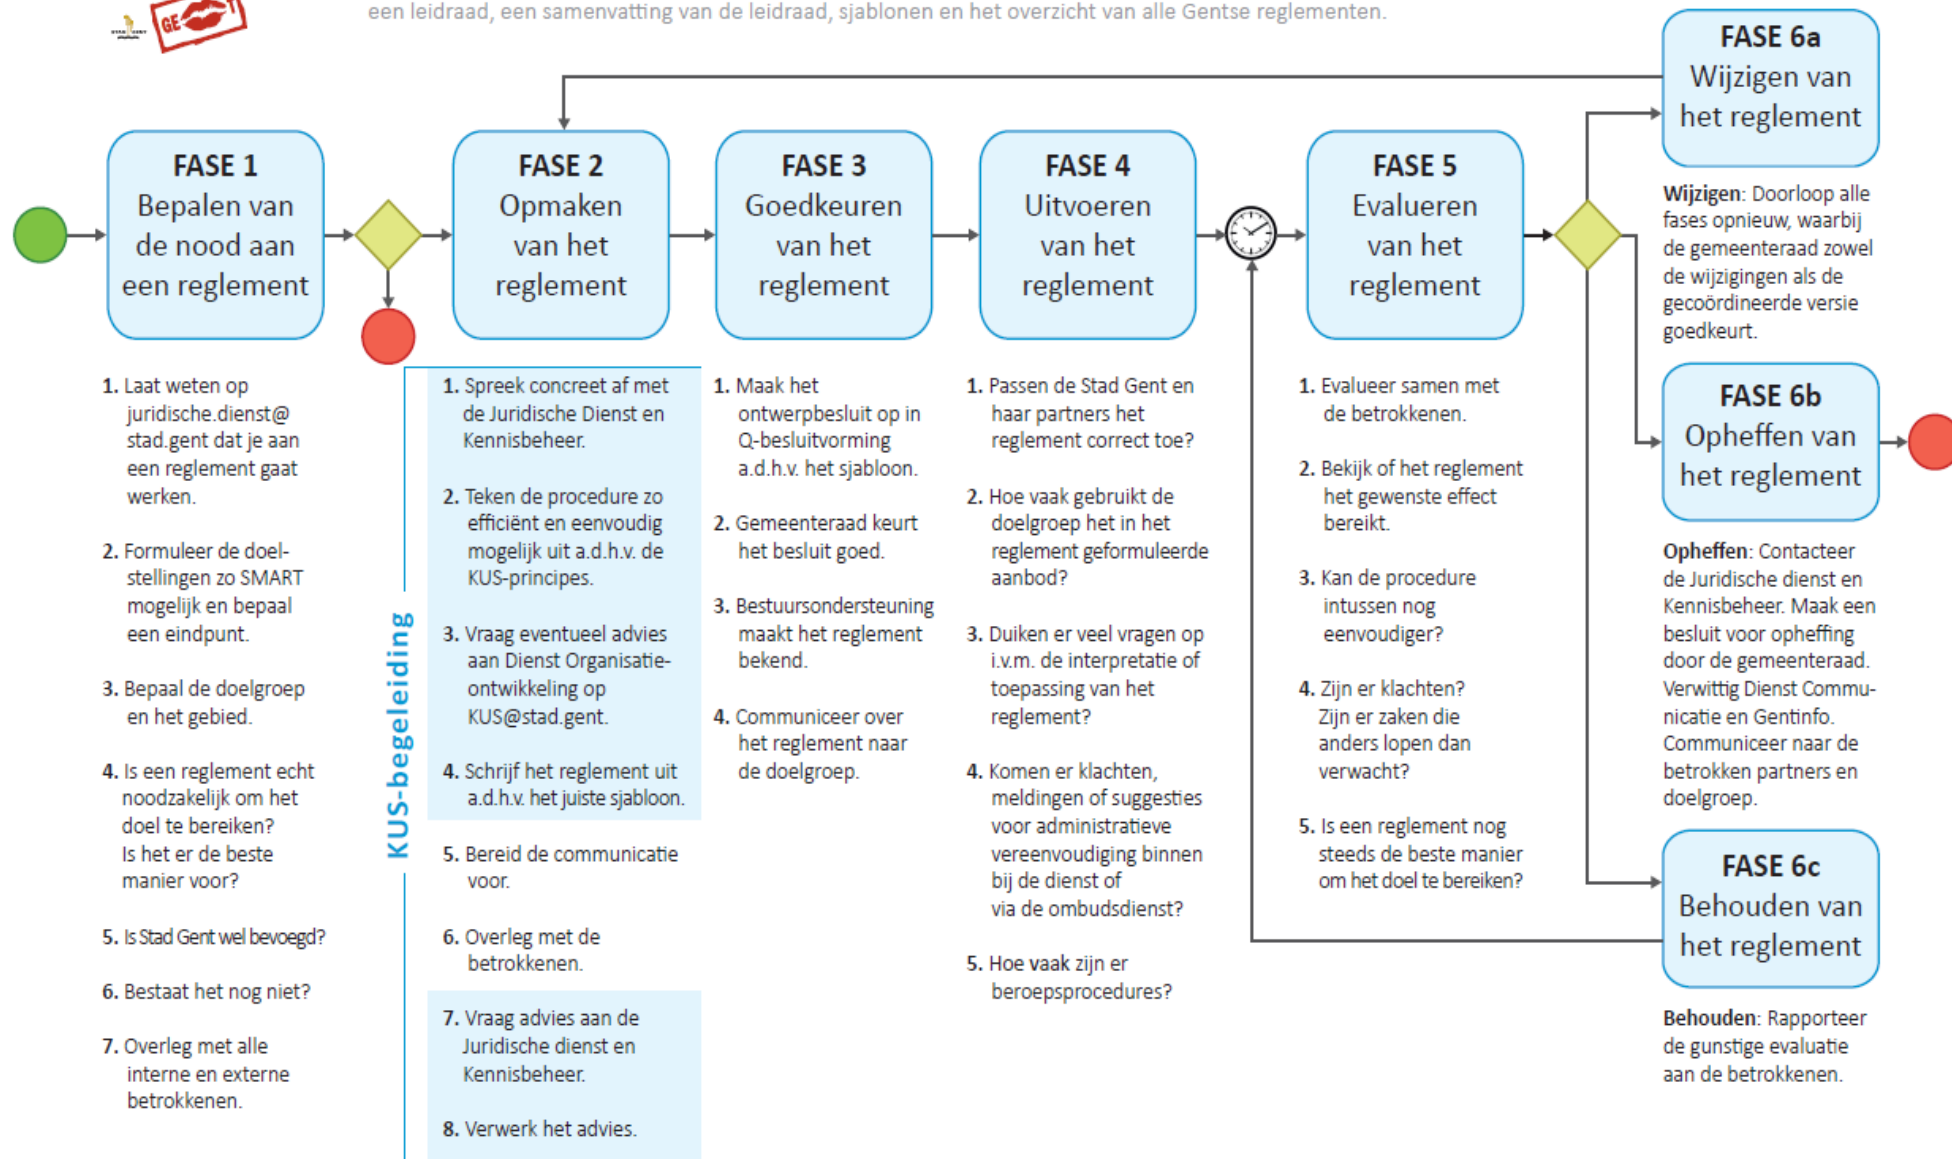 een leidraad, een samenvatting van de leidraad, sjablonen en het overzicht van alle Gentse reglementen.
FASE 1
Bepalen van
de nood aan
een reglement
1. Laat weten op
juridische.dienst@
stad.gent dat je aan
een reglement gaat
werken.
2. Formuleer de doel-
stellingen zo SMART
mogelijk en bepaal
een eindpunt.
3. Bepaal de doelgroep
en het gebied.
4. Is een reglement echt
noodzakelijk om het
doel te bereiken?
Is het er de beste
manier voor?
5. Is Stad Gent wel bevoegd?
6. Bestaat het nog niet?
7. Overleg met alle
interne en externe
betrokkenen.
KUS-begeleiding
FASE 2
Opmaken
van het
reglement
1. Spreek concreet af met
de Juridische Dienst en
Kennisbeheer.
2. Teken de procedure zo
efficiënt en eenvoudig
mogelijk uit a.d.h.v. de
KUS-principes.
3. Vraag eventueel advies
aan Dienst Organisatie-
ontwikkeling op
KUS@stad.gent.
4. Schrijf het reglement uit
a.d.h.v. het juiste sjabloon.
5. Bereid de communicatie
voor.
6. Overleg met de
betrokkenen.
7. Vraag advies aan de
Juridische dienst en
Kennisbeheer.
8. Verwerk het advies.
FASE 3
Goedkeuren
van het
reglement
1. Maak het
ontwerpbesluit op in
Q-besluitvorming
a.d.h.v. het sjabloon.
2. Gemeenteraad keurt
het besluit goed.
3. Bestuursondersteuning
maakt het reglement
bekend.
4. Communiceer over
het reglement naar
de doelgroep.
FASE 4
Uitvoeren
van het
reglement
1. Passen de Stad Gent en
haar partners het
reglement correct toe?
2. Hoe vaak gebruikt de
doelgroep het in het
reglement geformuleerde
aanbod?
3. Duiken er veel vragen op
i.v.m. de interpretatie of
toepassing van het
reglement?
4. Komen er klachten,
meldingen of suggesties
voor administratieve
vereenvoudiging binnen
bij de dienst of
via de ombudsdienst?
5. Hoe vaak zijn er
beroepsprocedures?
FASE 5
Evalueren
van het
reglement
1. Evalueer samen met
de betrokkenen.
2. Bekijk of het reglement
het gewenste effect
bereikt.
3. Kan de procedure
intussen nog
eenvoudiger?
4. Zijn er klachten?
Zijn er zaken die
anders lopen dan
verwacht?
5. Is een reglement nog
steeds de beste manier
om het doel te bereiken?
FASE 6a
Wijzigen van
het reglement
Wijzigen: Doorloop alle
fases opnieuw, waarbij
de gemeenteraad zowel
de wijzigingen als de
gecoördineerde versie
goedkeurt.
FASE 6b
Opheffen van
het reglement
Opheffen: Contacteer
de Juridische dienst en
Kennisbeheer. Maak een
besluit voor opheffing
door de gemeenteraad.
Verwittig Dienst Commu-
nicatie en Gentinfo.
Communiceer naar de
betrokken partners en
doelgroep.
FASE 6c
Behouden van
het reglement
Behouden: Rapporteer
de gunstige evaluatie
aan de betrokkenen.